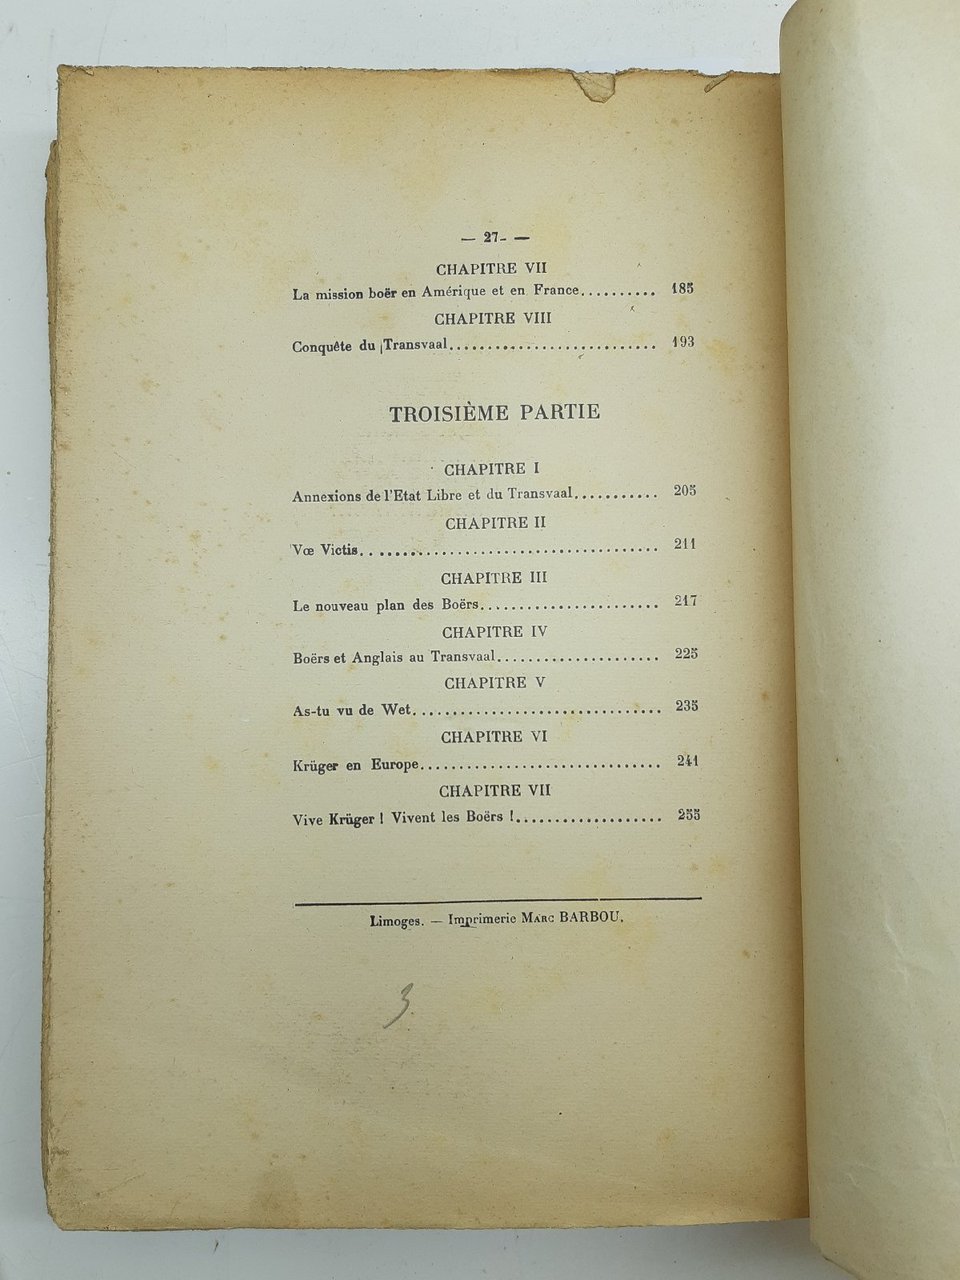 — 27- —
CHAPITRE VII
La mission boër en Amérique et en France.......... 185
CHAPITRE VIII
Conquête du Transvaal........................... 193
TROISIÈME PARTIE
CHAPITRE I
Annexions de l'Etat Libre et du Transvaal........... 205
CHAPITRE II
Vœ Victis...................................... 211
CHAPITRE III
Le nouveau plan des Boërs....................... 217
CHAPITRE IV
Boërs et Anglais au Transvaal..................... 225
CHAPITRE V
As-tu vu de Wet................................ 235
CHAPITRE VI
Krüger en Europe............................... 241
CHAPITRE VII
Vive Krüger ! Vivent les Boërs !................... 255
Limoges. — Imprimerie MARC BARBOU.
3